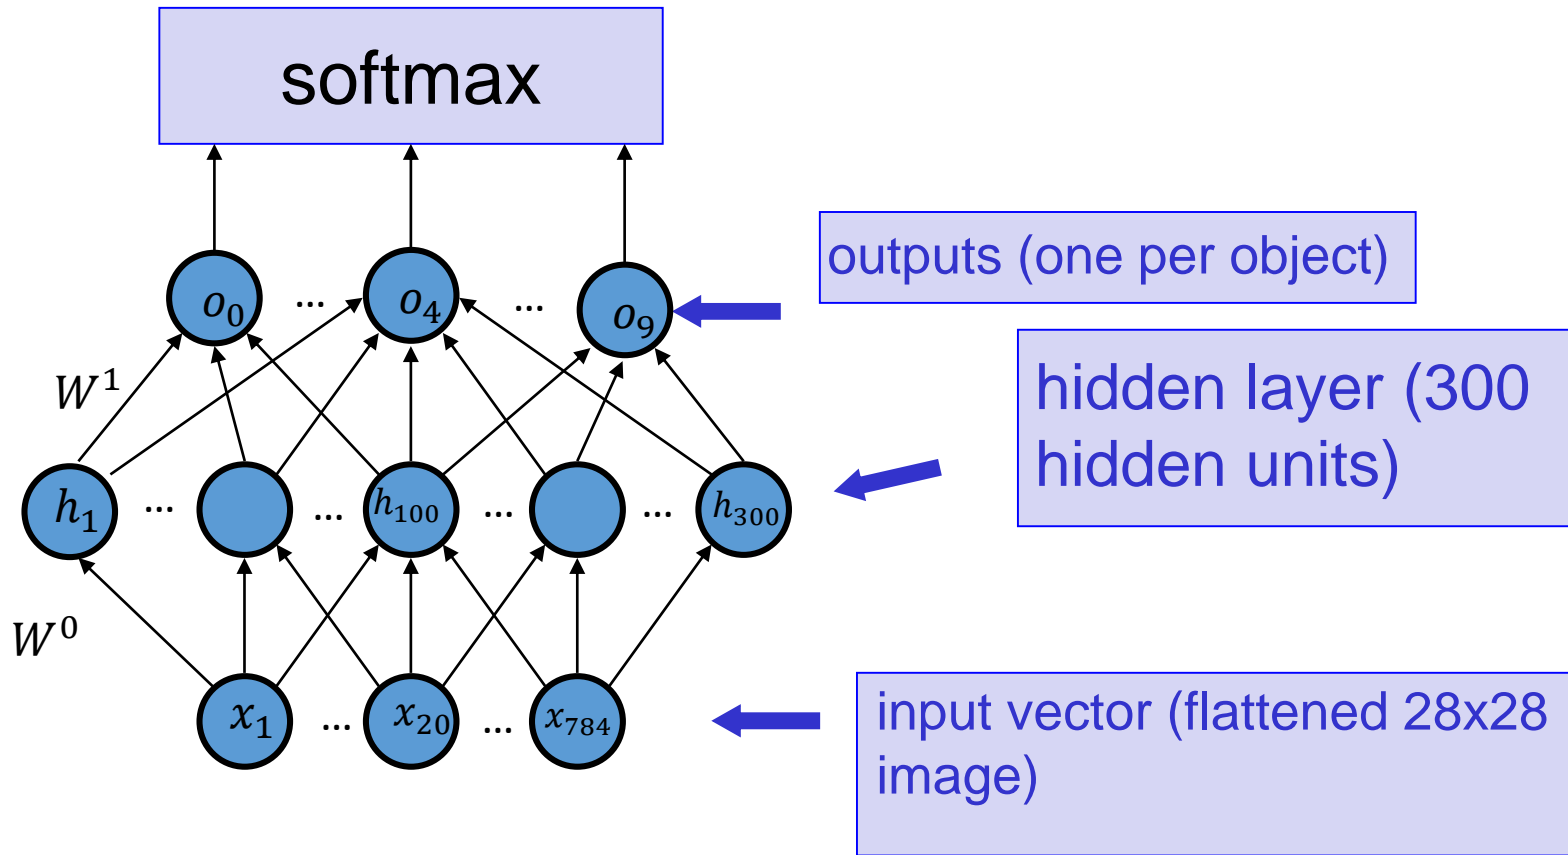 softmax
outputs (one per object)
o₀ ... o₄ ... o₉
hidden layer (300
hidden units)
W¹
h₁ ... ... h₁₀₀ ... ... h₃₀₀
W⁰
input vector (flattened 28x28
image)
x₁ ... x₂₀ ... x₇₈₄